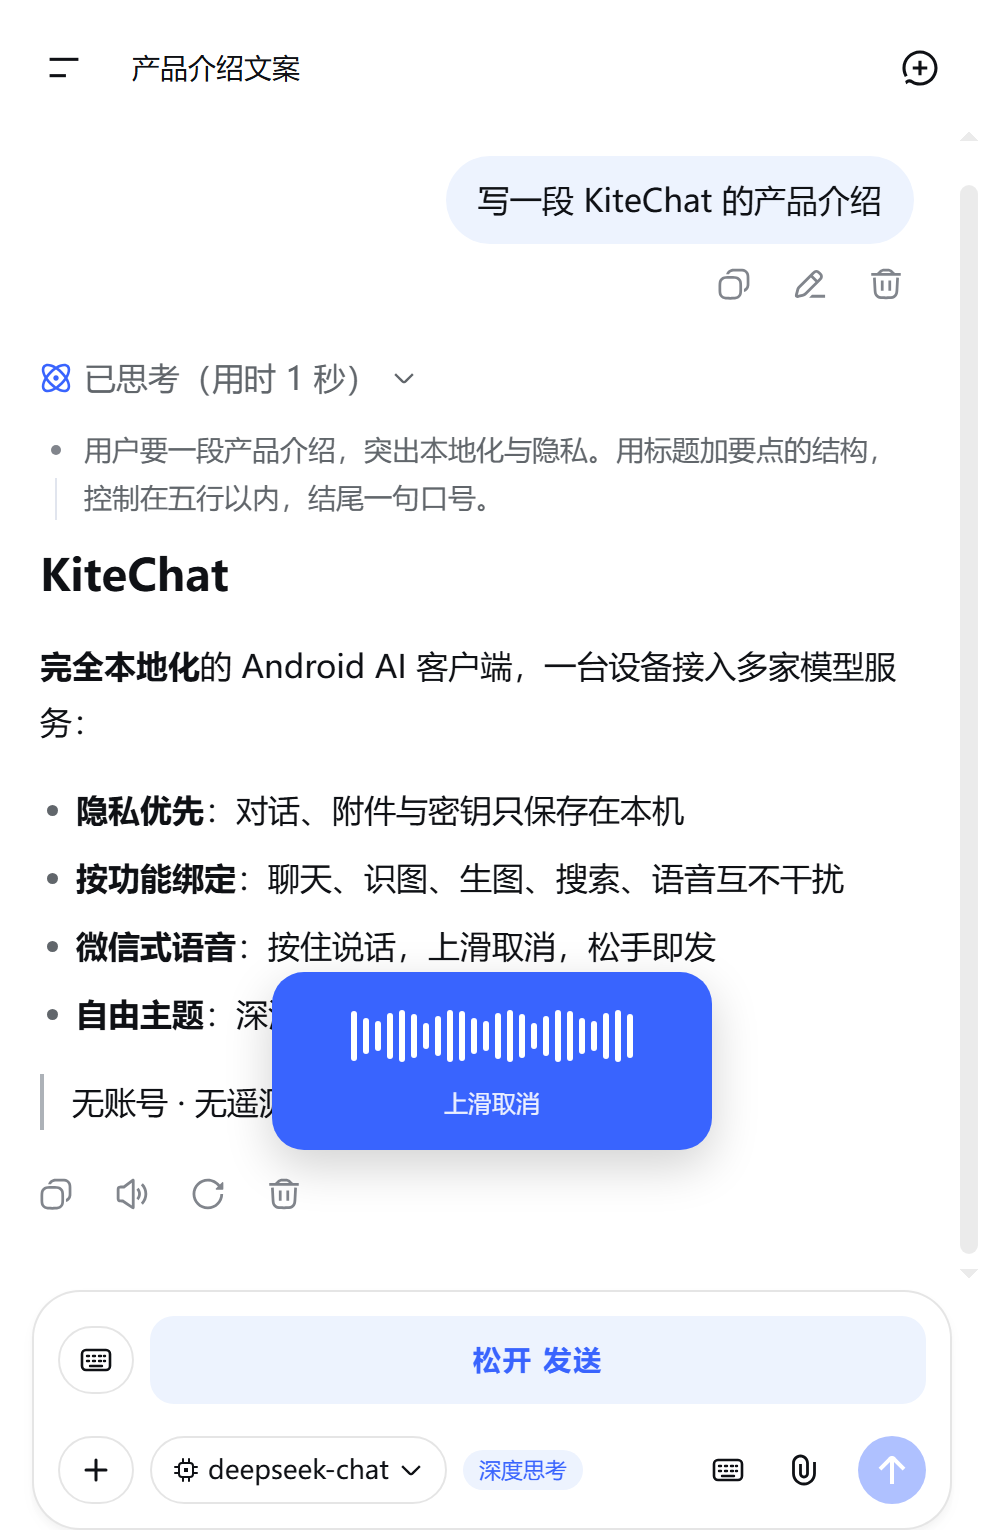 产品介绍文案
写一段 KiteChat 的产品介绍
已思考（用时 1 秒）
用户要一段产品介绍，突出本地化与隐私。用标题加要点的结构，
控制在五行以内，结尾一句口号。
KiteChat
完全本地化的 Android AI 客户端，一台设备接入多家模型服
务：
隐私优先：对话、附件与密钥只保存在本机
按功能绑定：聊天、识图、生图、搜索、语音互不干扰
微信式语音：按住说话，上滑取消，松手即发
自由主题：深
无账号 · 无遥
上滑取消
松开 发送
deepseek-chat
深度思考